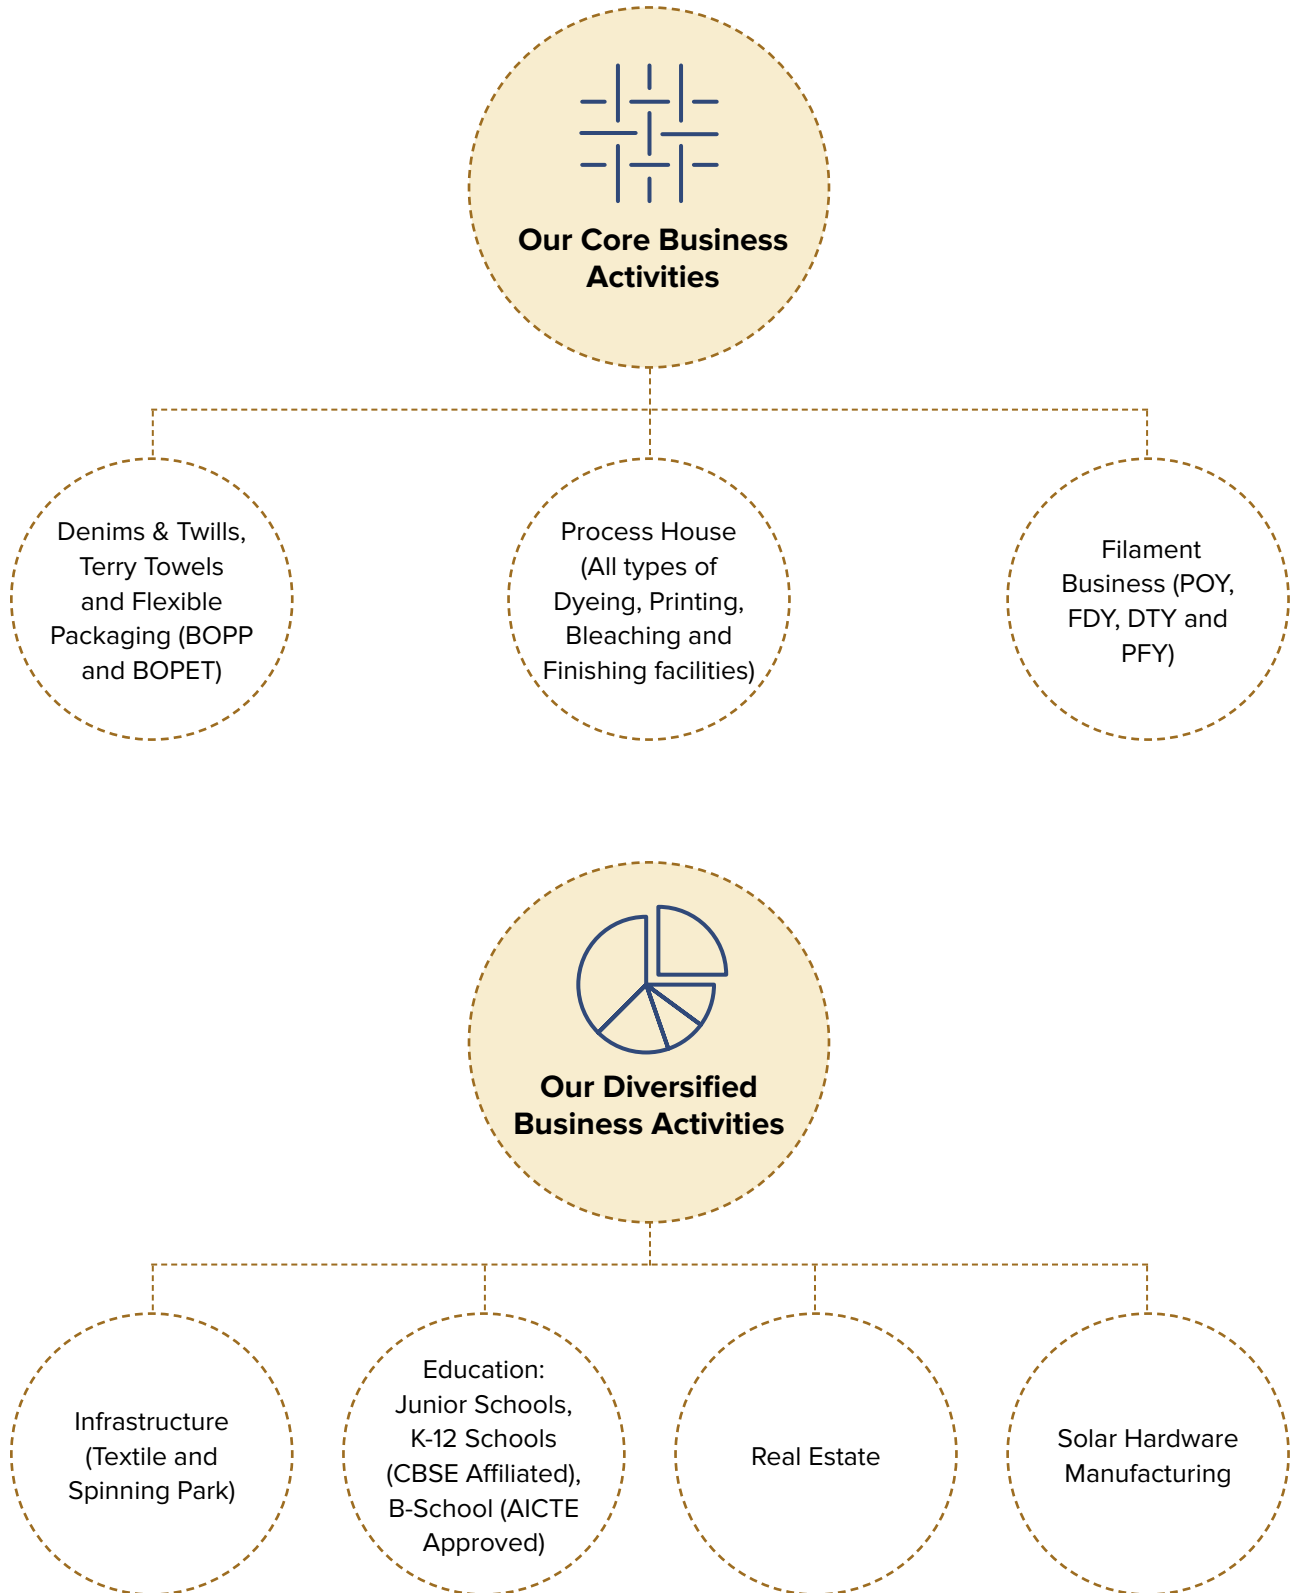 Our Core Business
Activities
Denims & Twills,
Terry Towels
and Flexible
Packaging (BOPP
and BOPET)
Process House
(All types of
Dyeing, Printing,
Bleaching and
Finishing facilities)
Filament
Business (POY,
FDY, DTY and
PFY)
Our Diversified
Business Activities
Infrastructure
(Textile and
Spinning Park)
Education:
Junior Schools,
K-12 Schools
(CBSE Affiliated),
B-School (AICTE
Approved)
Real Estate
Solar Hardware
Manufacturing